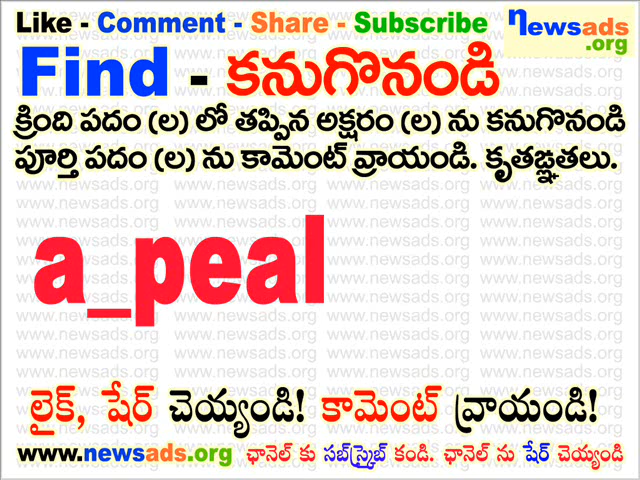 Like - Comment - Share - Subscribe
newsads
.org
Find - కనుగొనండి
క్రింది పదం (ల) లో తప్పిన అక్షరం (ల) ను కనుగొనండి
పూర్తి పదం (ల) ను కామెంట్ వ్రాయండి. కృతజ్ఞతలు.
a_peal
లైక్, షేర్ చెయ్యండి! కామెంట్ వ్రాయండి!
www.newsads.org ఛానెల్ కు సబ్‌స్క్రైబ్ కండి. ఛానెల్ ను షేర్ చెయ్యండి